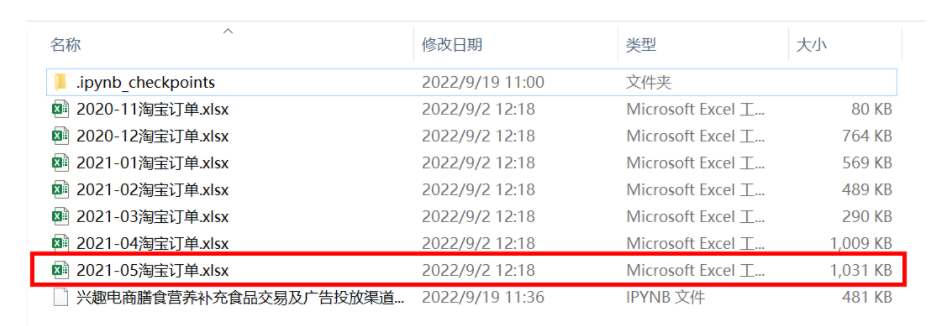 名称 修改日期 类型 大小
.ipynb_checkpoints 2022/9/19 11:00 文件夹
2020-11淘宝订单.xlsx 2022/9/2 12:18 Microsoft Excel 工... 80 KB
2020-12淘宝订单.xlsx 2022/9/2 12:18 Microsoft Excel 工... 764 KB
2021-01淘宝订单.xlsx 2022/9/2 12:18 Microsoft Excel 工... 569 KB
2021-02淘宝订单.xlsx 2022/9/2 12:18 Microsoft Excel 工... 489 KB
2021-03淘宝订单.xlsx 2022/9/2 12:18 Microsoft Excel 工... 290 KB
2021-04淘宝订单.xlsx 2022/9/2 12:18 Microsoft Excel 工... 1,009 KB
2021-05淘宝订单.xlsx 2022/9/2 12:18 Microsoft Excel 工... 1,031 KB
兴趣电商膳食营养补充食品交易及广告投放渠道... 2022/9/19 11:36 IPYNB 文件 481 KB